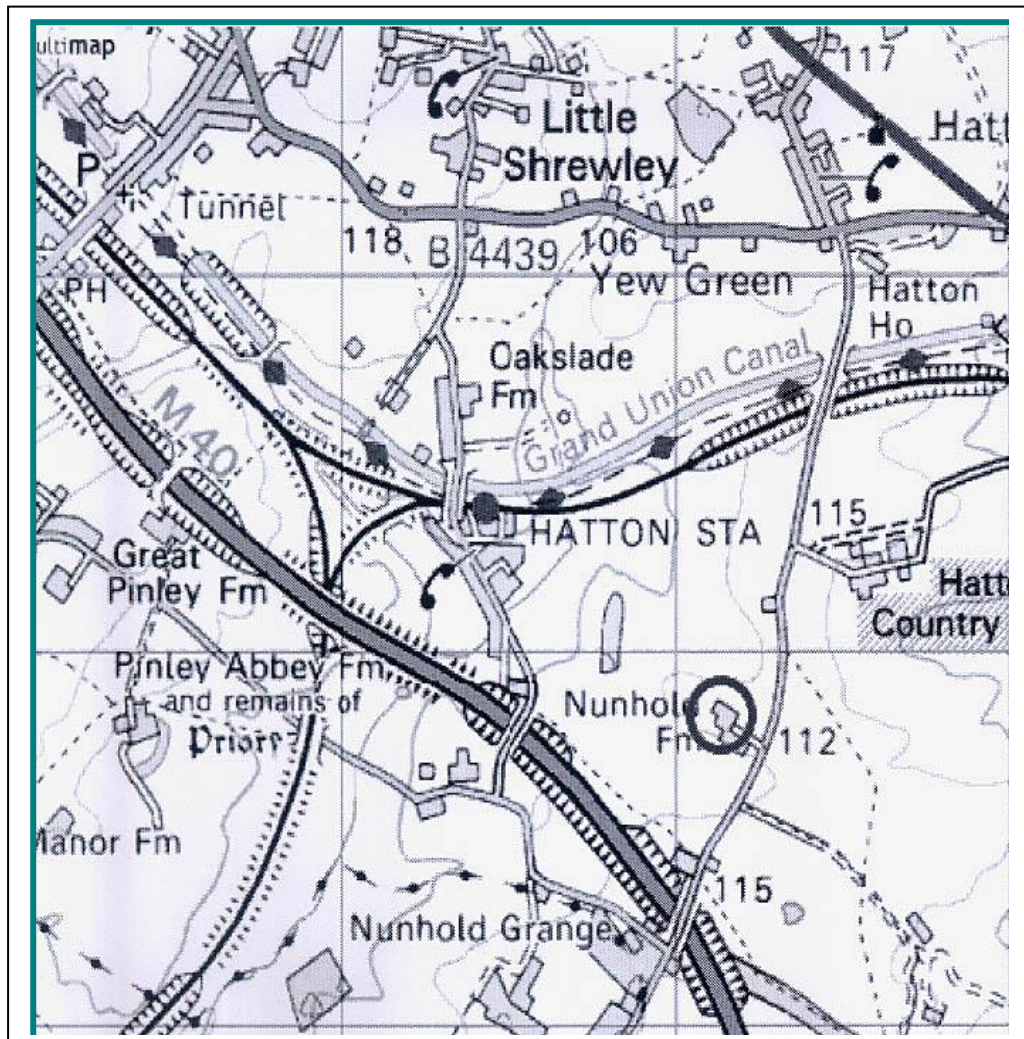 ultimap
117
Little
Shrewley
Hatt
P
Tunnel
118
B 4439
106
PH
Yew Green
Hatton
Ho
Oakslade
Fm
Grand Union Canal
M 40
HATTON STA
115
Great
Pinley Fm
Hatt
Country
Pinley Abbey Fm
and remains of
Priory
Nunhold
Fm
112
Manor Fm
115
Nunhold Grange